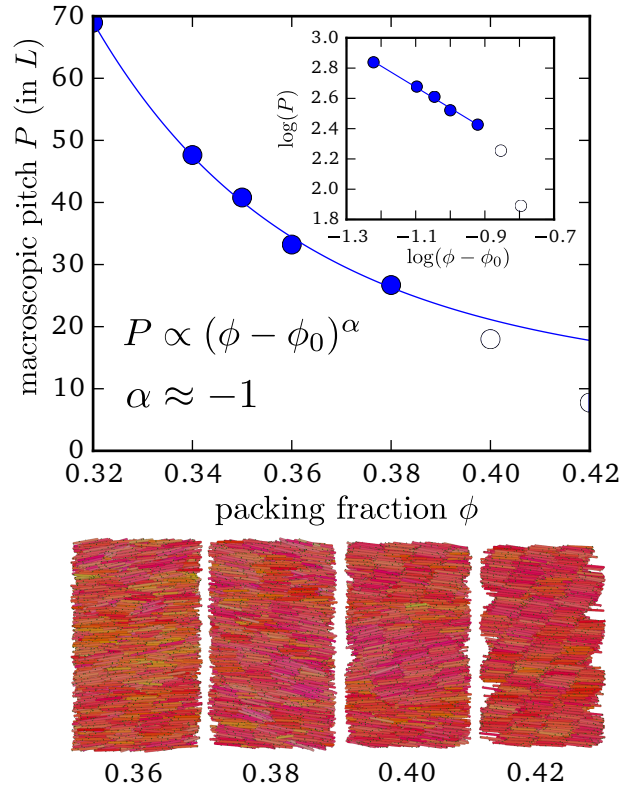 macroscopic pitch P (in L)
70
60
50
40
30
20
10
0
0.32 0.34 0.36 0.38 0.40 0.42
packing fraction ϕ
P ∝ (ϕ − ϕ₀)^α
α ≈ −1
log(P)
3.0
2.8
2.6
2.4
2.2
2.0
1.8
−1.3 −1.1 −0.9 −0.7
log(ϕ − ϕ₀)
0.36 0.38 0.40 0.42